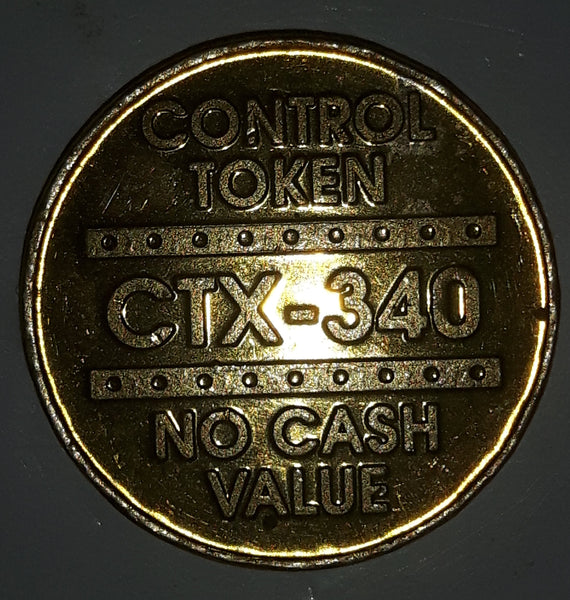 CONTROL
TOKEN
CTX-340
NO CASH
VALUE